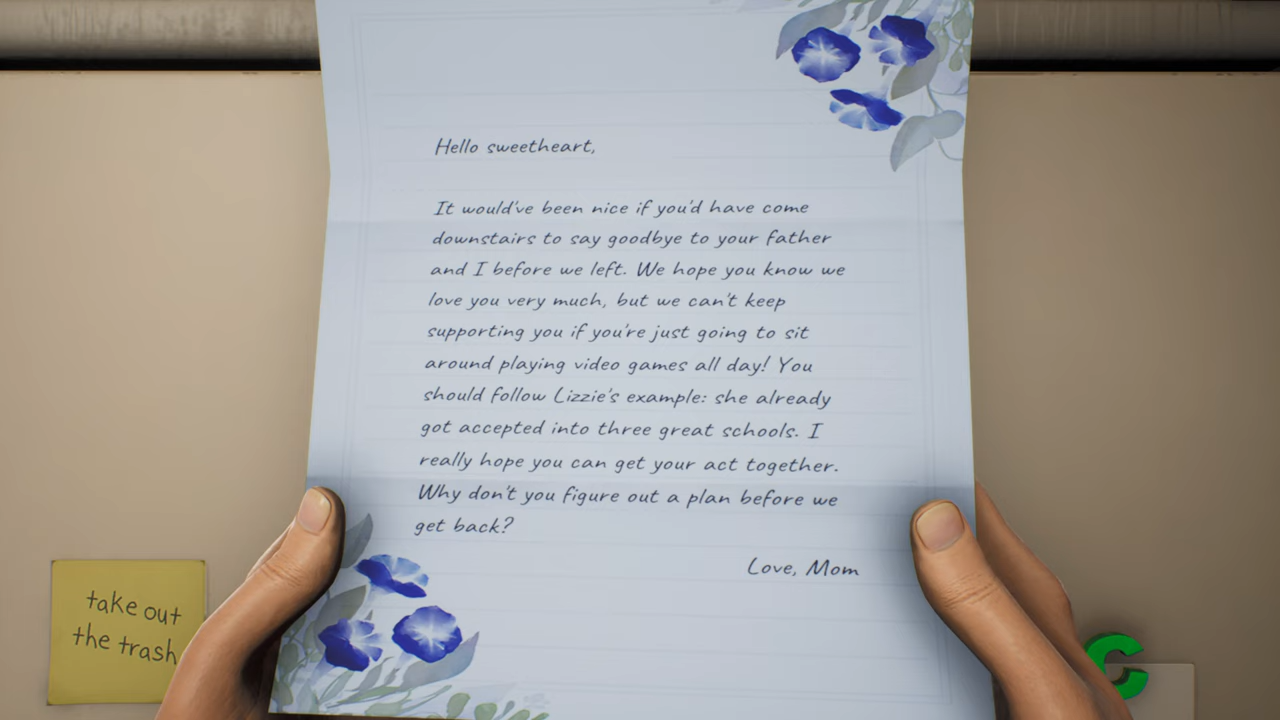 Hello sweetheart,
It would've been nice if you'd have come
downstairs to say goodbye to your father
and I before we left. We hope you know we
love you very much, but we can't keep
supporting you if you're just going to sit
around playing video games all day! You
should follow Lizzie's example: she already
got accepted into three great schools. I
really hope you can get your act together.
Why don't you figure out a plan before we
get back?
Love, Mom
take out
the trash
C